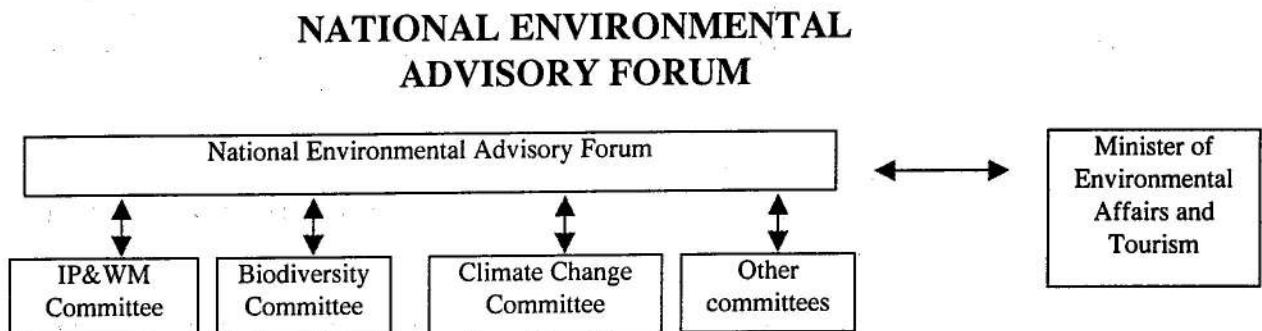 NATIONAL ENVIRONMENTAL
ADVISORY FORUM
National Environmental Advisory Forum
Minister of
Environmental
Affairs and
Tourism
IP&WM
Committee
Biodiversity
Committee
Climate Change
Committee
Other
committees